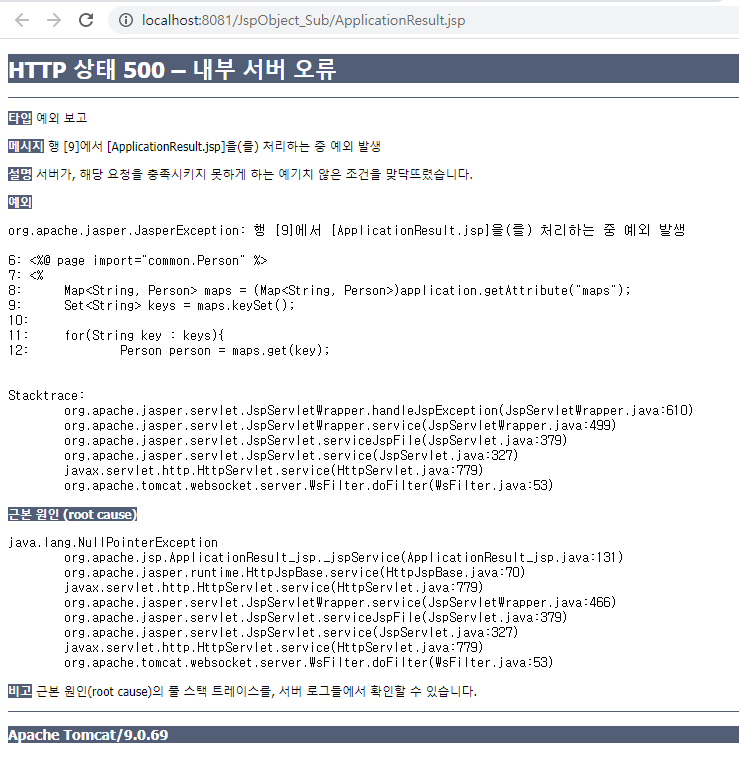 localhost:8081/JspObject_Sub/ApplicationResult.jsp
HTTP 상태 500 – 내부 서버 오류
타입 예외 보고
메시지 행 [9]에서 [ApplicationResult.jsp]을(를) 처리하는 중 예외 발생
설명 서버가, 해당 요청을 충족시키지 못하게 하는 예기치 않은 조건을 맞닥뜨렸습니다.
예외
org.apache.jasper.JasperException: 행 [9]에서 [ApplicationResult.jsp]을(를) 처리하는 중 예외 발생
6: <%@ page import="common.Person" %>
7: <%
8: Map<String, Person> maps = (Map<String, Person>)application.getAttribute("maps");
9: Set<String> keys = maps.keySet();
10:
11: for(String key : keys){
12: Person person = maps.get(key);
Stacktrace:
org.apache.jasper.servlet.JspServletWrapper.handleJspException(JspServletWrapper.java:610)
org.apache.jasper.servlet.JspServletWrapper.service(JspServletWrapper.java:499)
org.apache.jasper.servlet.JspServlet.serviceJspFile(JspServlet.java:379)
org.apache.jasper.servlet.JspServlet.service(JspServlet.java:327)
javax.servlet.http.HttpServlet.service(HttpServlet.java:779)
org.apache.tomcat.websocket.server.WsFilter.doFilter(WsFilter.java:53)
근본 원인 (root cause)
java.lang.NullPointerException
org.apache.jsp.ApplicationResult_jsp._jspService(ApplicationResult_jsp.java:131)
org.apache.jasper.runtime.HttpJspBase.service(HttpJspBase.java:70)
javax.servlet.http.HttpServlet.service(HttpServlet.java:779)
org.apache.jasper.servlet.JspServletWrapper.service(JspServletWrapper.java:466)
org.apache.jasper.servlet.JspServlet.serviceJspFile(JspServlet.java:379)
org.apache.jasper.servlet.JspServlet.service(JspServlet.java:327)
javax.servlet.http.HttpServlet.service(HttpServlet.java:779)
org.apache.tomcat.websocket.server.WsFilter.doFilter(WsFilter.java:53)
비고 근본 원인(root cause)의 풀 스택 트레이스를, 서버 로그들에서 확인할 수 있습니다.
Apache Tomcat/9.0.69